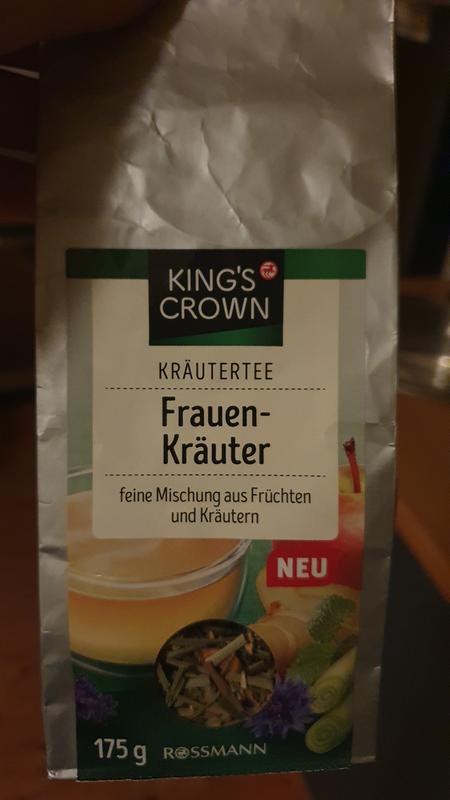 KING'S
CROWN
KRÄUTERTEE
Frauen-
Kräuter
feine Mischung aus Früchten
und Kräutern
NEU
175 g ROSSMANN